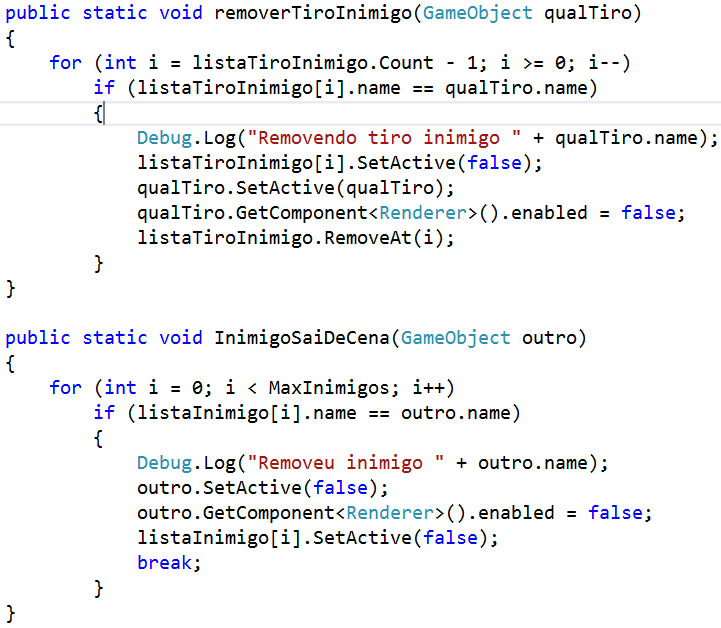 public static void removerTiroInimigo(GameObject qualTiro)
{
for (int i = listaTiroInimigo.Count - 1; i >= 0; i--)
if (listaTiroInimigo[i].name == qualTiro.name)
{
Debug.Log("Removendo tiro inimigo " + qualTiro.name);
listaTiroInimigo[i].SetActive(false);
qualTiro.SetActive(qualTiro);
qualTiro.GetComponent<Renderer>().enabled = false;
listaTiroInimigo.RemoveAt(i);
}
}
public static void InimigoSaiDeCena(GameObject outro)
{
for (int i = 0; i < MaxInimigos; i++)
if (listaInimigo[i].name == outro.name)
{
Debug.Log("Removeu inimigo " + outro.name);
outro.SetActive(false);
outro.GetComponent<Renderer>().enabled = false;
listaInimigo[i].SetActive(false);
break;
}
}